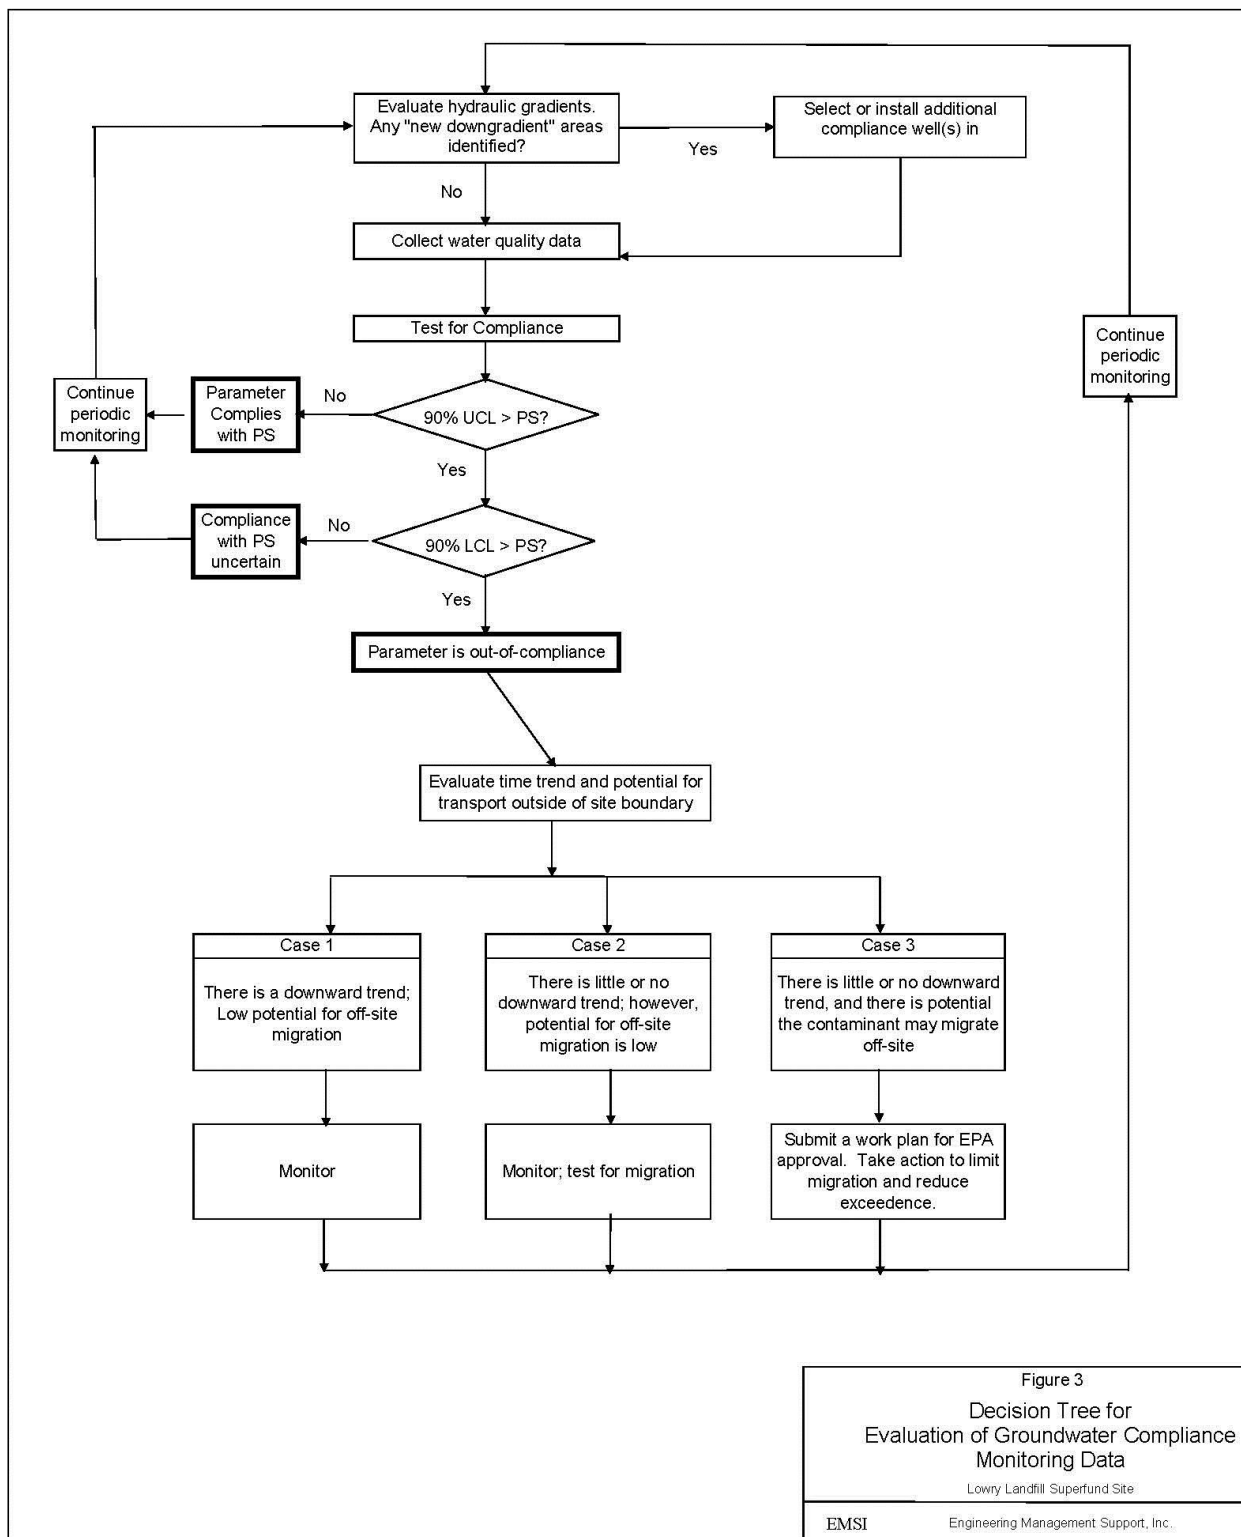 Evaluate hydraulic gradients.
Any "new downgradient" areas
identified?
Select or install additional
compliance well(s) in
Yes
No
Collect water quality data
Test for Compliance
Continue
periodic
monitoring
Continue
periodic
monitoring
Parameter
Complies
with PS
No
90% UCL > PS?
Yes
Compliance
with PS
uncertain
No
90% LCL > PS?
Yes
Parameter is out-of-compliance
Evaluate time trend and potential for
transport outside of site boundary
Case 1
There is a downward trend;
Low potential for off-site
migration
Monitor
Case 2
There is little or no
downward trend; however,
potential for off-site
migration is low
Monitor; test for migration
Case 3
There is little or no downward
trend, and there is potential
the contaminant may migrate
off-site
Submit a work plan for EPA
approval.  Take action to limit
migration and reduce
exceedence.
Figure 3
Decision Tree for
Evaluation of Groundwater Compliance
Monitoring Data
Lowry Landfill Superfund Site
EMSI
Engineering Management Support, Inc.